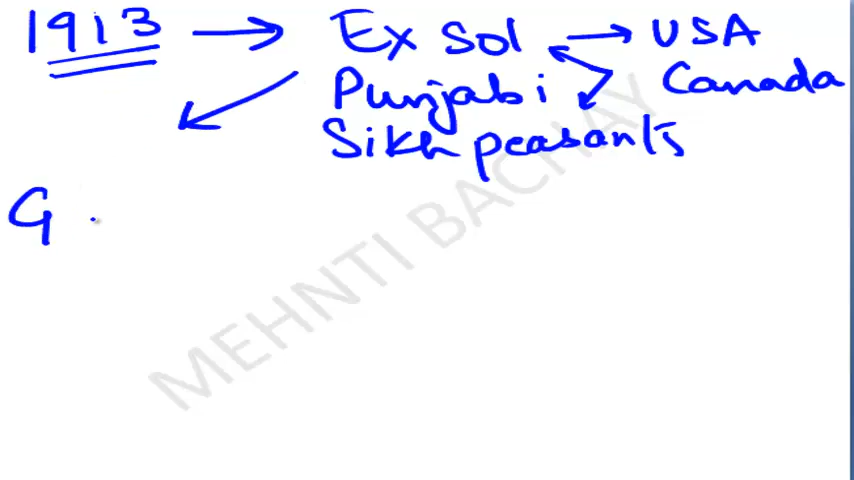 1913 → Ex Sol → USA
Punjabi Canada
Sikh peasants
G
MEHNTI BACHAY